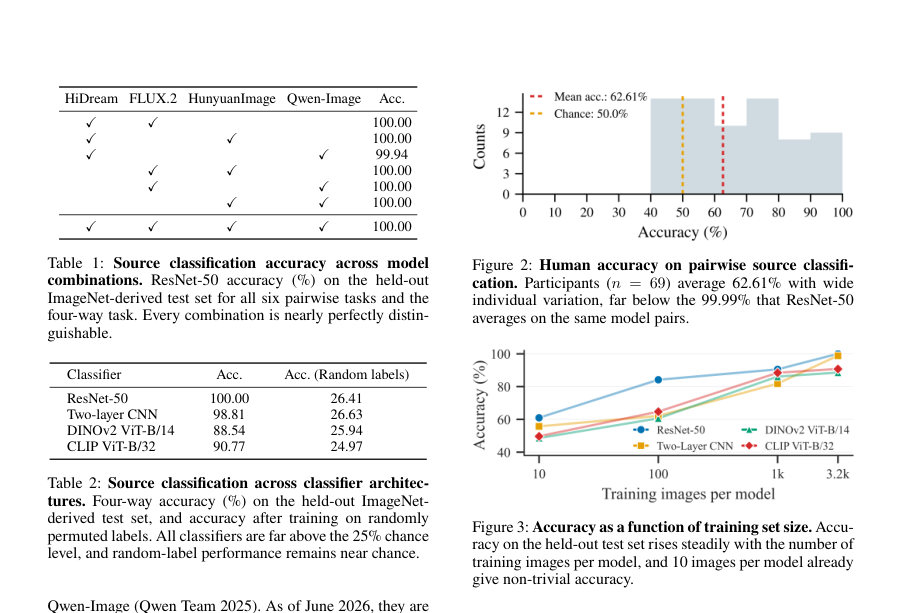 HiDream FLUX.2 HunyuanImage Qwen-Image Acc.
✓ ✓ 100.00
✓ ✓ 100.00
✓ ✓ 99.94
✓ ✓ 100.00
✓ ✓ 100.00
✓ ✓ 100.00
✓ ✓ ✓ ✓ 100.00
Table 1: Source classification accuracy across model
combinations. ResNet-50 accuracy (%) on the held-out
ImageNet-derived test set for all six pairwise tasks and the
four-way task. Every combination is nearly perfectly distin-
guishable.
Classifier Acc. Acc. (Random labels)
ResNet-50 100.00 26.41
Two-layer CNN 98.81 26.63
DINOv2 ViT-B/14 88.54 25.94
CLIP ViT-B/32 90.77 24.97
Table 2: Source classification across classifier architec-
tures. Four-way accuracy (%) on the held-out ImageNet-
derived test set, and accuracy after training on randomly
permuted labels. All classifiers are far above the 25% chance
level, and random-label performance remains near chance.
Qwen-Image (Qwen Team 2025). As of June 2026, they are
Mean acc.: 62.61%
Chance: 50.0%
Counts
12
9
6
3
0
0 10 20 30 40 50 60 70 80 90 100
Accuracy (%)
Figure 2: Human accuracy on pairwise source classifi-
cation. Participants (n = 69) average 62.61% with wide
individual variation, far below the 99.99% that ResNet-50
averages on the same model pairs.
Accuracy (%)
100
80
60
40
ResNet-50 DINOv2 ViT-B/14
Two-Layer CNN CLIP ViT-B/32
10 100 1k 3.2k
Training images per model
Figure 3: Accuracy as a function of training set size. Accu-
racy on the held-out test set rises steadily with the number of
training images per model, and 10 images per model already
give non-trivial accuracy.